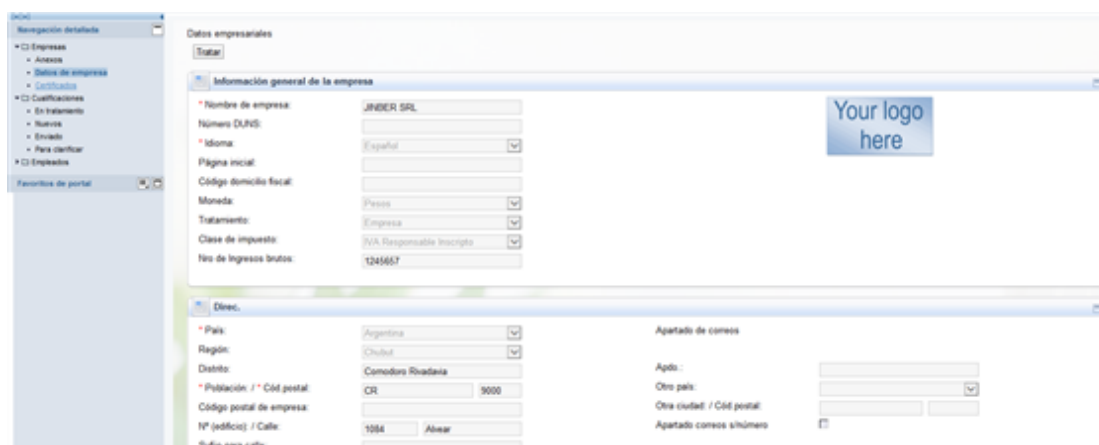 Navegación detallada
Empresas
Anexos
Datos de empresa
Certificados
Cualificaciones
En tratamiento
Nuevos
Enviado
Para clarificar
Empleados
Favoritos de portal
Datos empresariales
Tratar
Información general de la empresa
* Nombre de empresa: JINBER SRL
Número DUNS:
* Idioma: Español
Página inicial:
Código domicilio fiscal:
Moneda: Pesos
Tratamiento: Empresa
Clase de impuesto: IVA Responsable Inscripto
Nro de Ingresos brutos: 1245657
Your logo
here
Direc.
* País: Argentina
Región: Chubut
Distrito: Comodoro Rivadavia
* Población: / * Cód.postal: CR 9000
Código postal de empresa:
Nº (edificio): / Calle: 1084 Alvear
Apartado de correos
Apdo.:
Otro país:
Otra ciudad: / Cód postal:
Apartado correos s/número